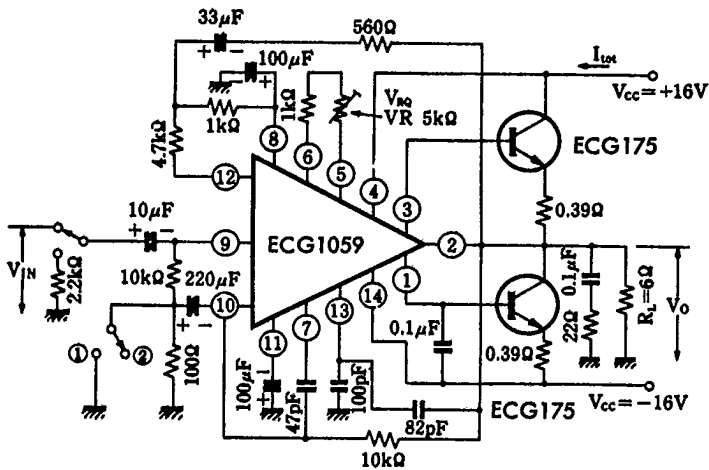 33μF
560Ω
100μF
I_tot
V_CC=+16V
1kΩ
1kΩ
V_RQ
VR 5kΩ
4.7kΩ
ECG175
8
6
5
4
12
3
0.39Ω
10μF
V_IN
9
ECG1059
2
2.2kΩ
10kΩ
220μF
10
1
14
0.1μF
R_L=6Ω
V_O
22Ω
7
13
11
0.1μF
0.39Ω
1
2
100Ω
100μF
47pF
100pF
82pF
ECG175
V_CC=-16V
10kΩ